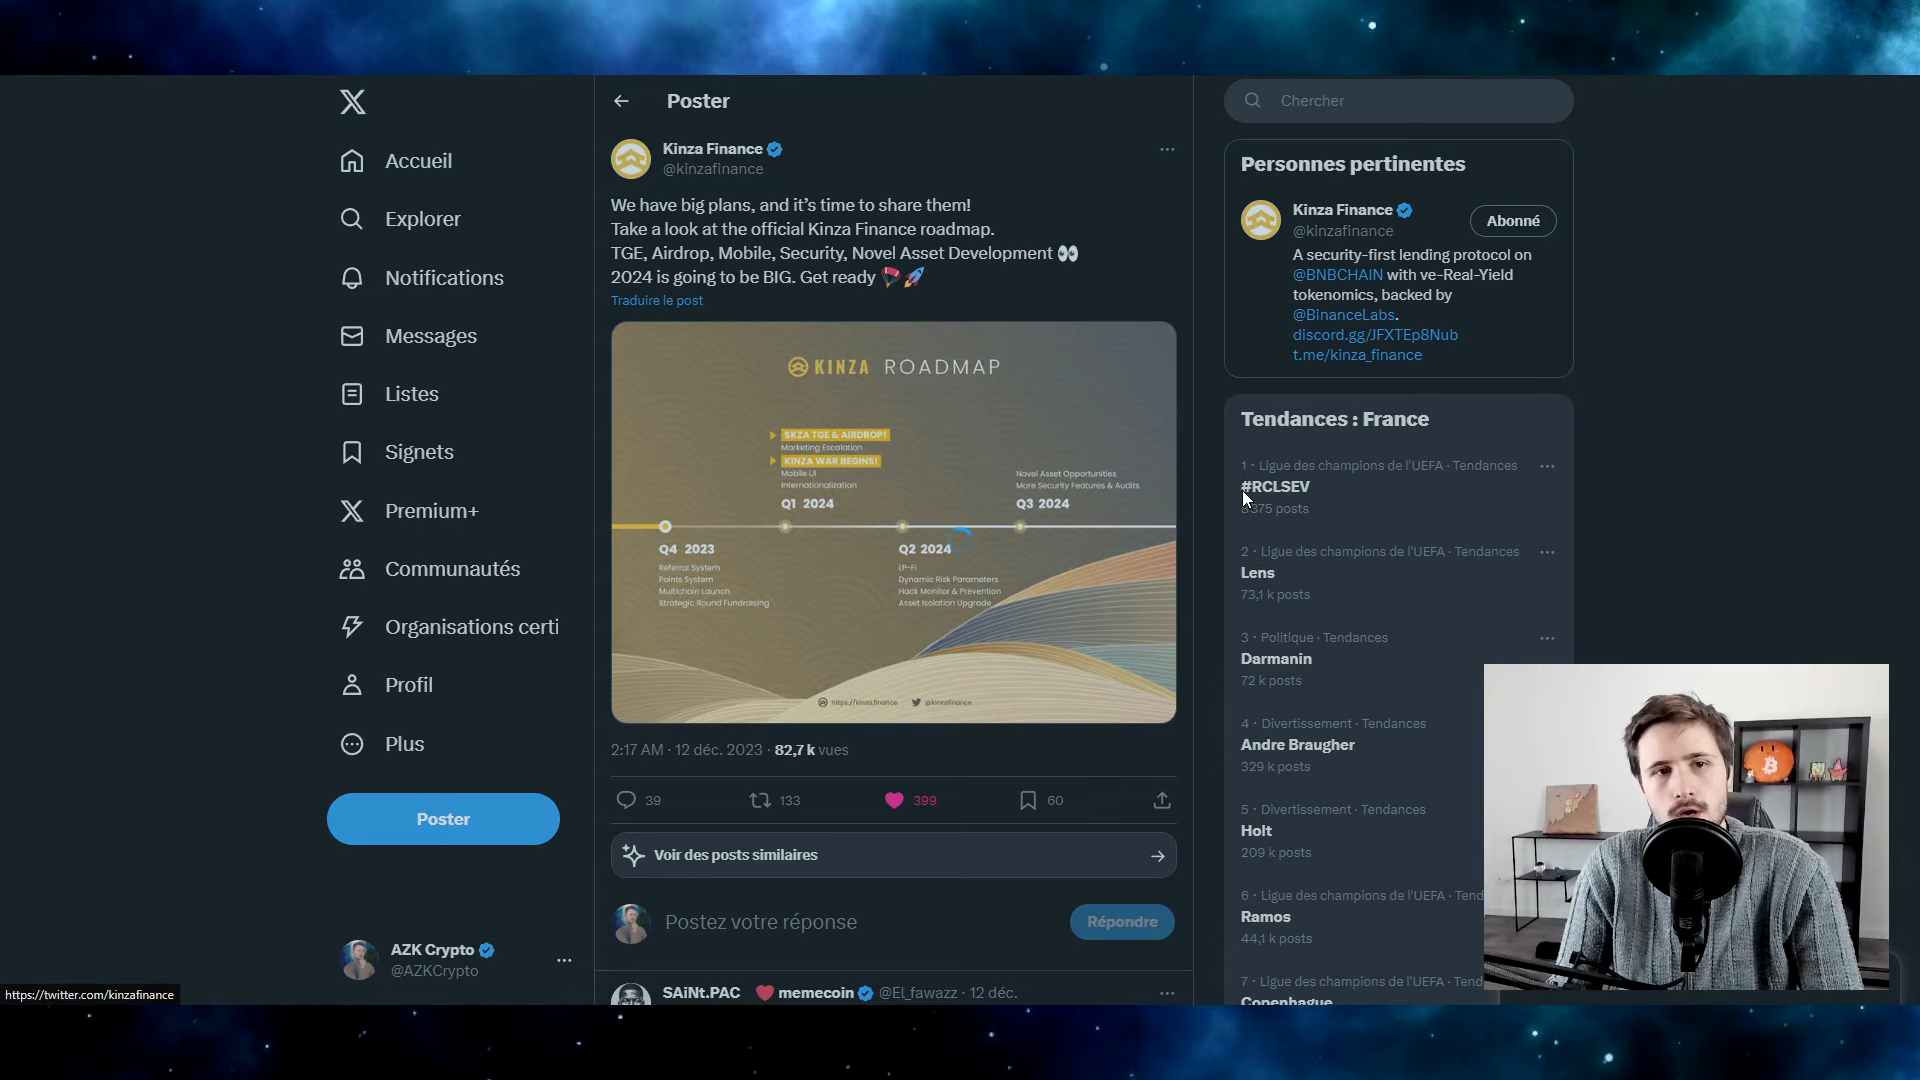 Poster
Chercher
Kinza Finance
@kinzafinance
Accueil
Explorer
Notifications
Messages
Listes
Signets
Premium+
Communautés
Organisations certi
Profil
Plus
Poster
AZK Crypto
@AZKCrypto
https://twitter.com/kinzafinance
We have big plans, and it's time to share them!
Take a look at the official Kinza Finance roadmap.
TGE, Airdrop, Mobile, Security, Novel Asset Development 👀
2024 is going to be BIG. Get ready 🪂🚀
Traduire le post
KINZA ROADMAP
$KZA TGE & AIRDROP!
Marketing Escalation
KINZA WAR BEGINS!
Mobile UI
Internationalization
Q1 2024
Novel Asset Opportunities
More Security Features & Audits
Q3 2024
Q4 2023
Referral System
Points System
Multichain Launch
Strategic Round Fundraising
Q2 2024
LP-Fi
Dynamic Risk Parameters
Hack Monitor & Prevention
Asset Isolation Upgrade
https://kinza.finance
@kinzafinance
2:17 AM · 12 déc. 2023 · 82,7 k vues
39
133
399
60
Voir des posts similaires
Postez votre réponse
Répondre
SAiNt.PAC ❤️ memecoin @El_fawazz · 12 déc.
Personnes pertinentes
Kinza Finance
@kinzafinance
Abonné
A security-first lending protocol on
@BNBCHAIN with ve-Real-Yield
tokenomics, backed by
@BinanceLabs.
discord.gg/JFXTEp8Nub
t.me/kinza_finance
Tendances : France
1 · Ligue des champions de l'UEFA · Tendances
#RCLSEV
8 375 posts
2 · Ligue des champions de l'UEFA · Tendances
Lens
73,1 k posts
3 · Politique · Tendances
Darmanin
72 k posts
4 · Divertissement · Tendances
Andre Braugher
329 k posts
5 · Divertissement · Tendances
Holt
209 k posts
6 · Ligue des champions de l'UEFA · Tend
Ramos
44,1 k posts
7 · Ligue des champions de l'UEFA · Tend
Copenhague